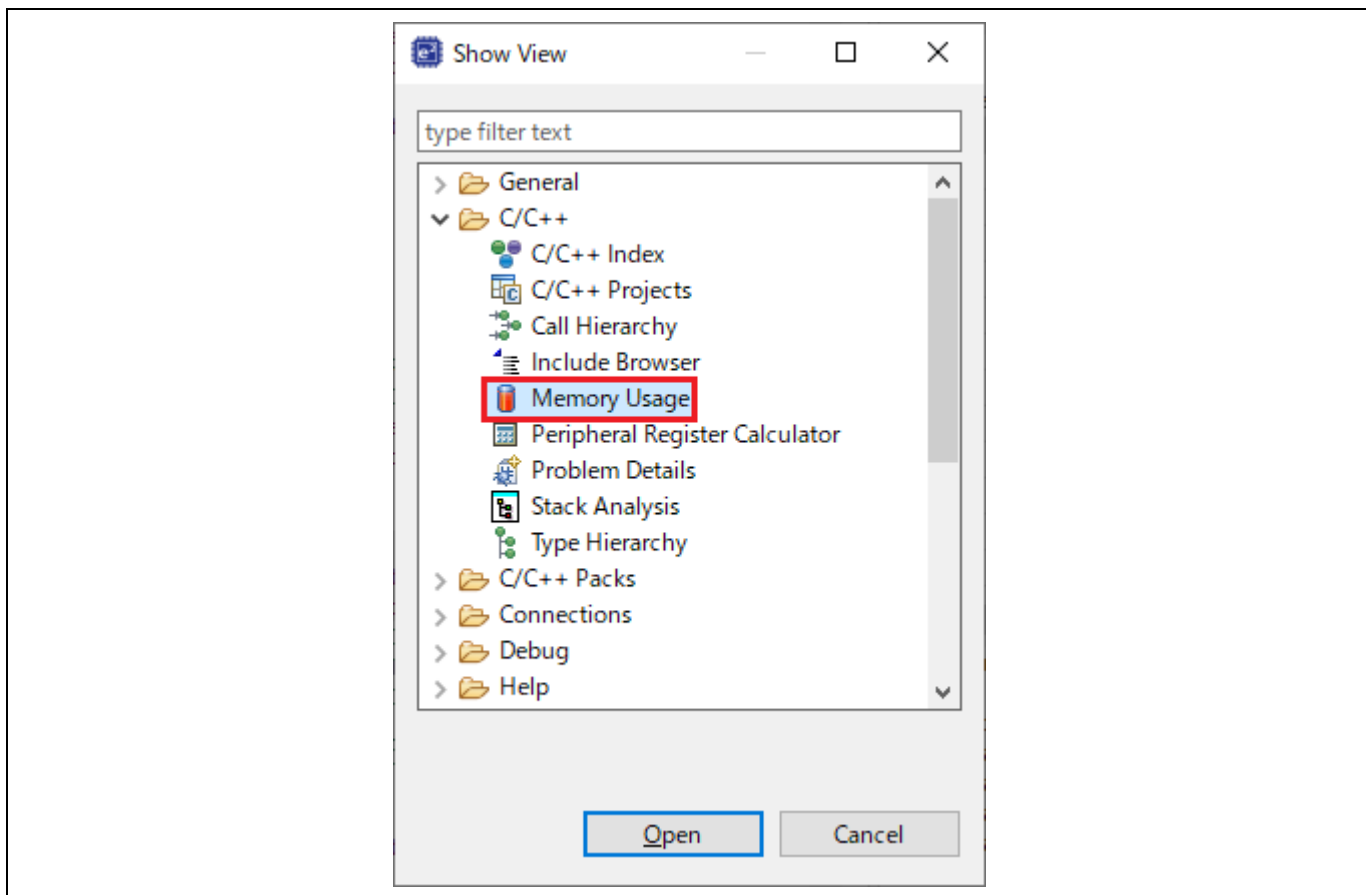 Show View
type filter text
General
C/C++
C/C++ Index
C/C++ Projects
Call Hierarchy
Include Browser
Memory Usage
Peripheral Register Calculator
Problem Details
Stack Analysis
Type Hierarchy
C/C++ Packs
Connections
Debug
Help
Open Cancel